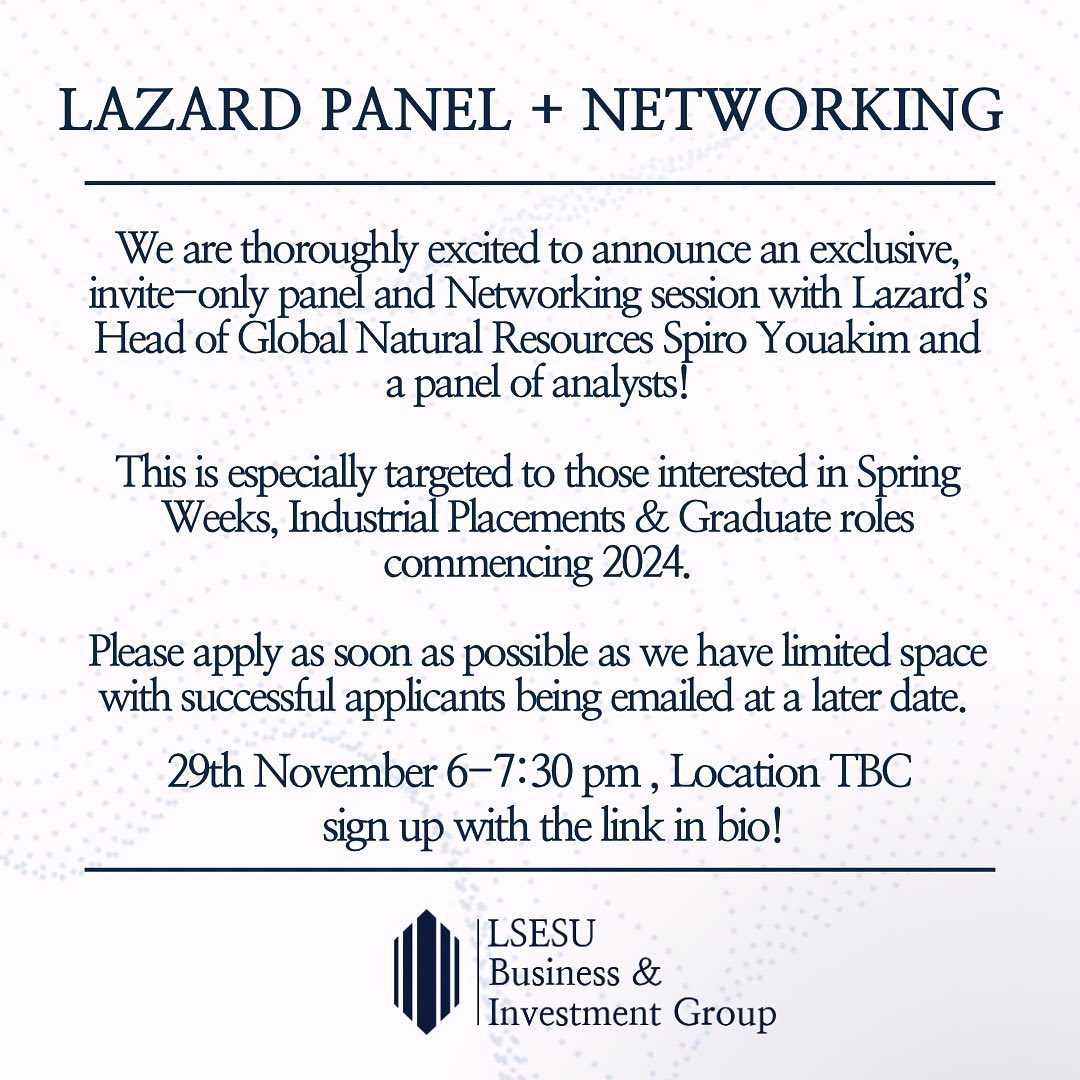 LAZARD PANEL + NETWORKING
We are thoroughly excited to announce an exclusive,
invite-only panel and Networking session with Lazard's
Head of Global Natural Resources Spiro Youakim and
a panel of analysts!
This is especially targeted to those interested in Spring
Weeks, Industrial Placements & Graduate roles
commencing 2024.
Please apply as soon as possible as we have limited space
with successful applicants being emailed at a later date.
29th November 6-7:30 pm , Location TBC
sign up with the link in bio!
LSESU
Business &
Investment Group